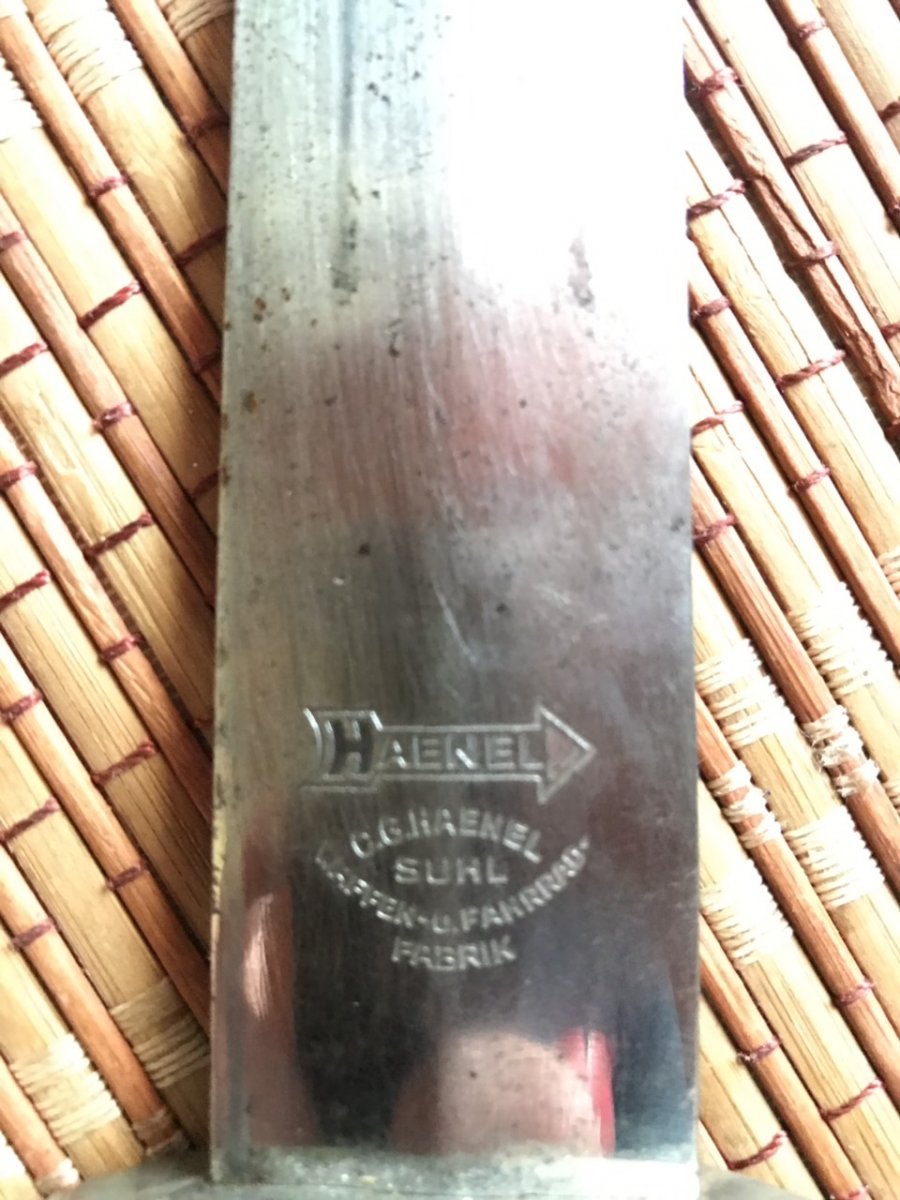 HAENEL
C.G.HAENEL
SUHL
WAFFEN-U.FAHRRAD-
FABRIK